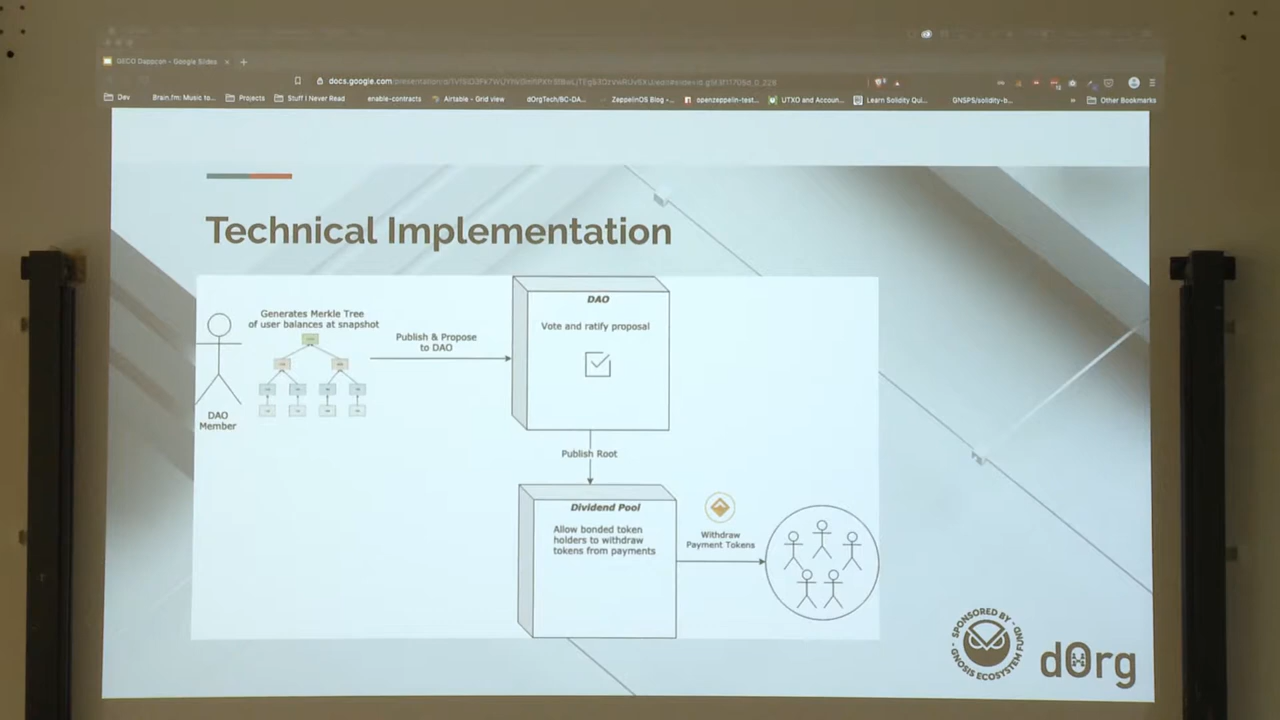 GECO Dappcon - Google Slides
docs.google.com
Dev
Brain.fm: Music to...
Projects
Stuff I Never Read
enable-contracts
Airtable - Grid view
dOrgTech/BC-DA...
ZeppelinOS Blog -...
openzeppelin-test...
UTXO and Accoun...
Learn Solidity Qui...
GNSPS/solidity-b...
»
Other Bookmarks
Technical Implementation
Generates Merkle Tree
of user balances at snapshot
DAO
Member
Publish & Propose
to DAO
DAO
Vote and ratify proposal
Publish Root
Dividend Pool
Allow bonded token
holders to withdraw
tokens from payments
Withdraw
Payment Tokens
SPONSORED BY
GNOSIS ECOSYSTEM FUND
dOrg